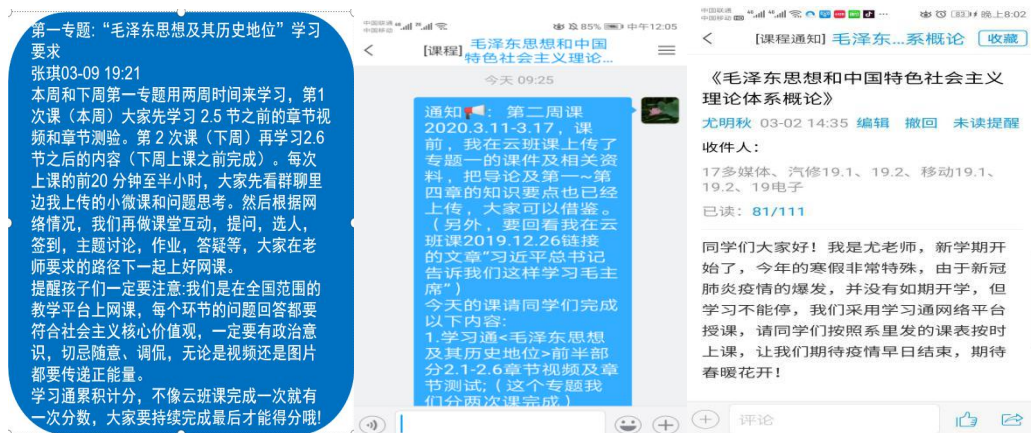 第一专题:“毛泽东思想及其历史地位”学习
要求
张琪03-09 19:21
本周和下周第一专题用两周时间来学习，第1
次课（本周）大家先学习 2.5 节之前的章节视
频和章节测验。第 2 次课（下周）再学习2.6
节之后的内容（下周上课之前完成）。每次
上课的前20 分钟至半小时，大家先看群聊里
边我上传的小微课和问题思考。然后根据网
络情况，我们再做课堂互动，提问，选人，
签到，主题讨论，作业，答疑等，大家在老
师要求的路径下一起上好网课。
提醒孩子们一定要注意:我们是在全国范围的
教学平台上网课，每个环节的问题回答都要
符合社会主义核心价值观，一定要有政治意
识，切忌随意、调侃，无论是视频还是图片
都要传递正能量。
学习通累积计分，不像云班课完成一次就有
一次分数，大家要持续完成最后才能得分哦!
中国联通
中国移动
85% 中午12:05
[课程] 毛泽东思想和中国
特色社会主义理论...
今天 09:25
通知 ：第二周课
2020.3.11-3.17，课
前，我在云班课上传了
专题一的课件及相关资
料，把导论及第一~第
四章的知识要点也已经
上传，大家可以借鉴。
（另外，要回看我在云
班课2019.12.26链接
的文章“习近平总书记
告诉我们这样学习毛主
席”）
今天的课请同学们完成
以下内容:
1.学习通<毛泽东思想
及其历史地位>前半部
分2.1-2.6章节视频及章
节测试;（这个专题我
们分两次课完成）
中国联通
中国移动 HD
83 晚上8:02
[课程通知] 毛泽东...系概论 收藏
《毛泽东思想和中国特色社会主义
理论体系概论》
尤明秋 03-02 14:35 编辑 撤回 未读提醒
收件人：
17多媒体、汽修19.1、19.2、移动19.1、
19.2、19电子
已读：81/111
同学们大家好！我是尤老师，新学期开
始了，今年的寒假非常特殊，由于新冠
肺炎疫情的爆发，并没有如期开学，但
学习不能停，我们采用学习通网络平台
授课，请同学们按照系里发的课表按时
上课，让我们期待疫情早日结束，期待
春暖花开！
评论